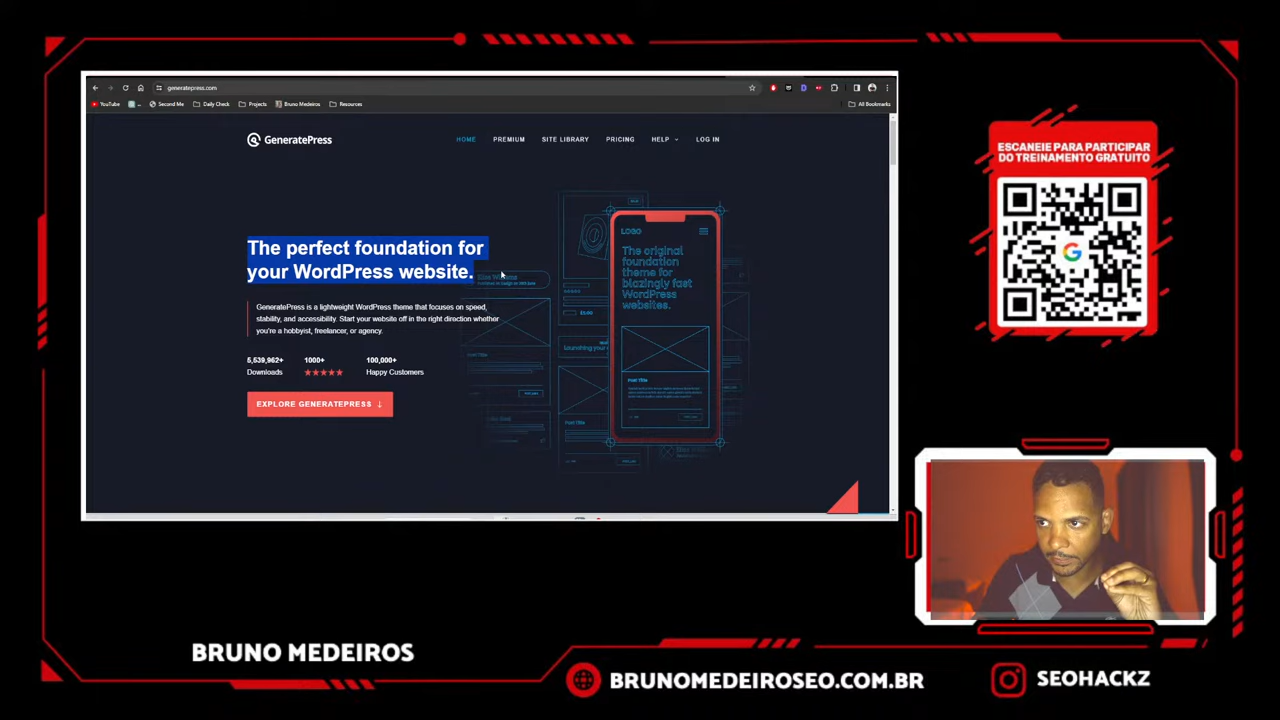 generatepress.com
YouTube
Second Me
Daily Check
Projects
Bruno Medeiros
Resources
All Bookmarks
GeneratePress
HOME
PREMIUM
SITE LIBRARY
PRICING
HELP
LOG IN
The perfect foundation for
your WordPress website.
GeneratePress is a lightweight WordPress theme that focuses on speed,
stability, and accessibility. Start your website off in the right direction whether
you're a hobbyist, freelancer, or agency.
5,539,962+
1000+
100,000+
Downloads
★★★★★
Happy Customers
EXPLORE GENERATEPRESS ↓
LOGO
The original
foundation
theme for
blazingly fast
WordPress
websites.
Post Title
ESCANEIE PARA PARTICIPAR
DO TREINAMENTO GRATUITO
BRUNO MEDEIROS
BRUNOMEDEIROSEO.COM.BR
SEOHACKZ